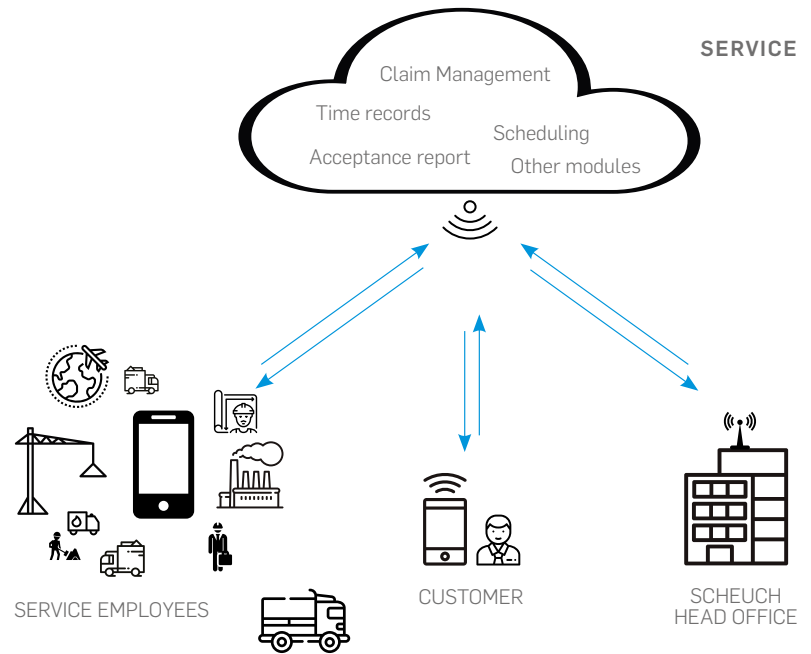 SERVICE
Claim Management
Time records
Scheduling
Acceptance report
Other modules
SERVICE EMPLOYEES
CUSTOMER
SCHEUCH
HEAD OFFICE